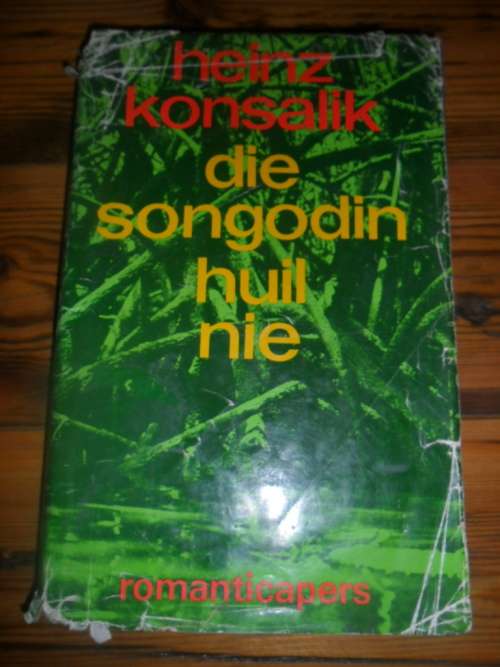 heinz
konsalik
die
songodin
huil
nie
romanticapers